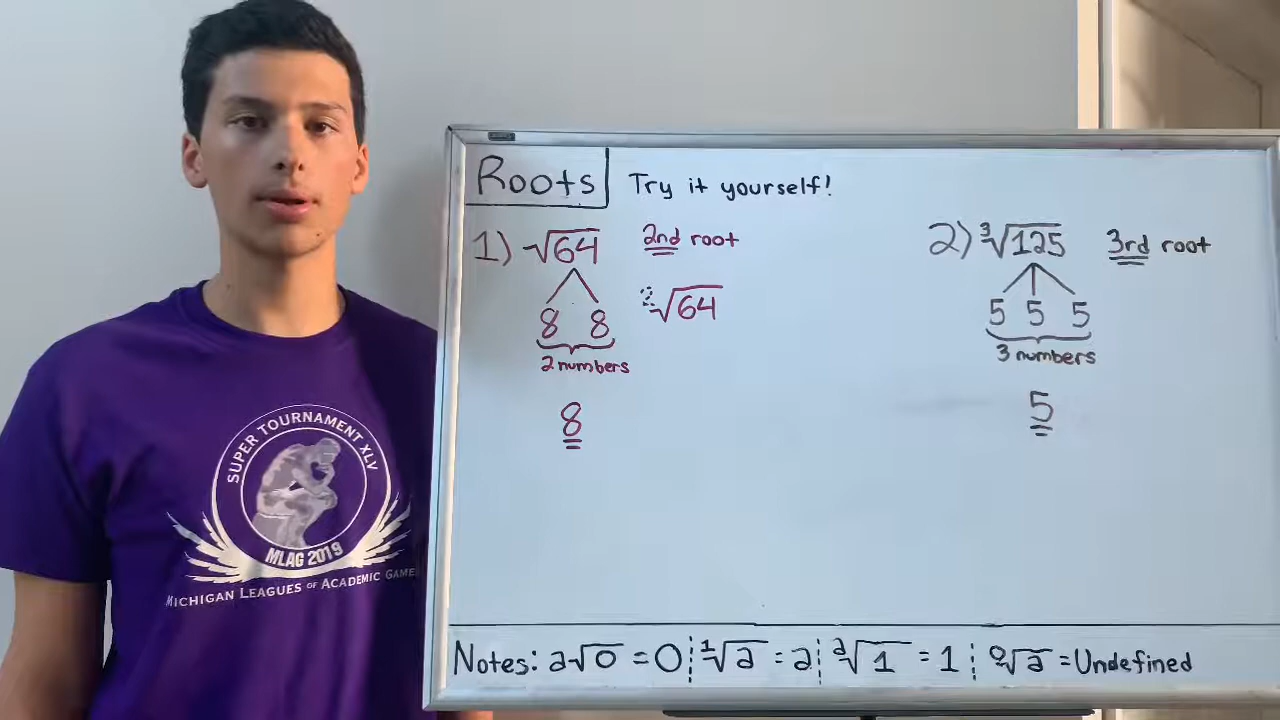 Roots Try it yourself!
1) √64 2nd root
8 8 ²√64
2 numbers
8
2) ³√125 3rd root
5 5 5
3 numbers
5
Notes: a√0 = 0 ¹√a = a ᵃ√1 = 1 ⁰√a = Undefined
SUPER TOURNAMENT XLV
MLAG 2019
MICHIGAN LEAGUES OF ACADEMIC GAME